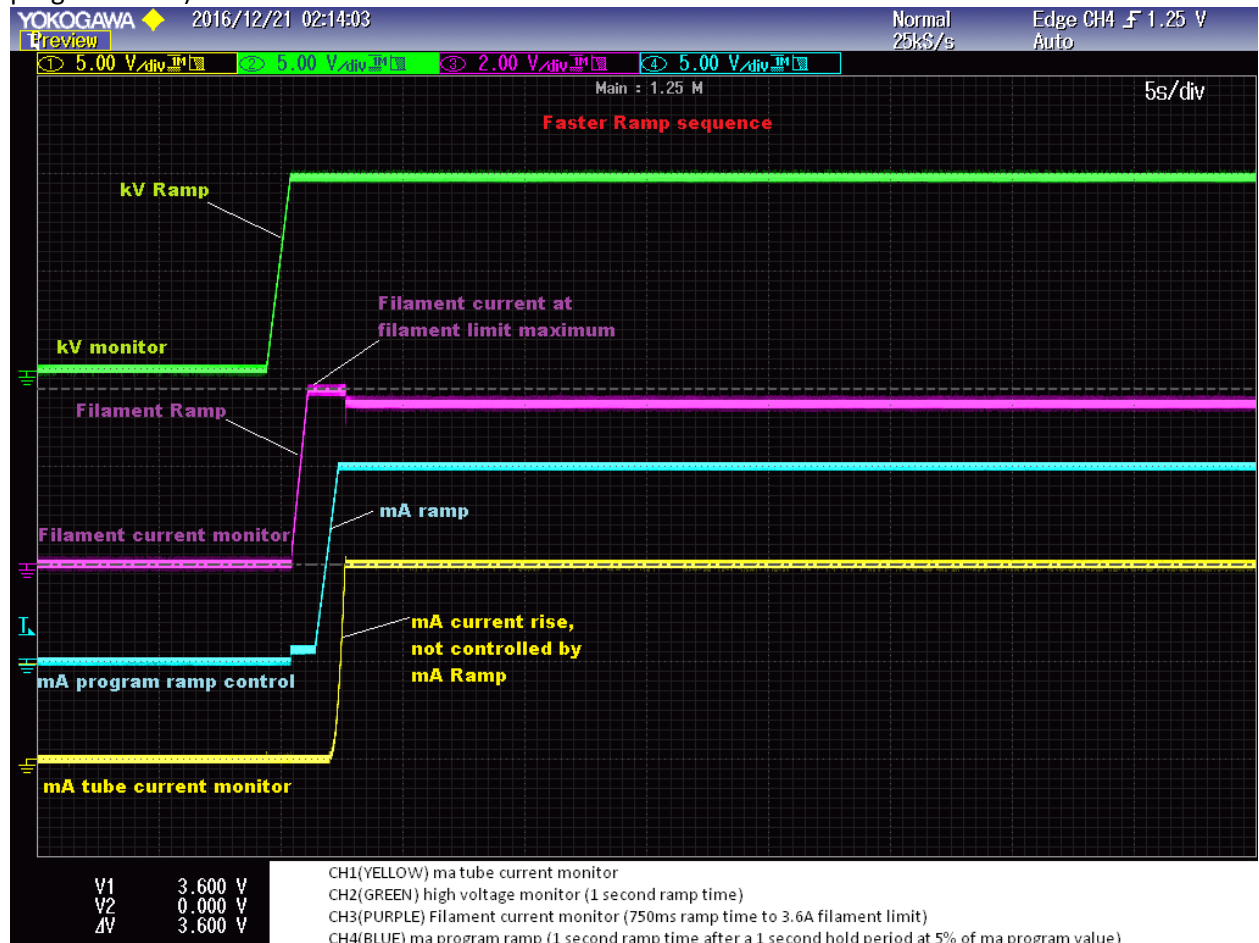 YOKOGAWA 2016/12/21 02:14:03 Normal Edge CH4 1.25 V
Preview 25kS/s Auto
1 5.00 V/div 1M 2 5.00 V/div 1M 3 2.00 V/div 1M 4 5.00 V/div 1M
Main : 1.25 M
5s/div
Faster Ramp sequence
kV Ramp
Filament current at
filament limit maximum
kV monitor
Filament Ramp
mA ramp
Filament current monitor
mA current rise,
not controlled by
mA Ramp
mA program ramp control
mA tube current monitor
V1 3.600 V
V2 0.000 V
ΔV 3.600 V
CH1(YELLOW) ma tube current monitor
CH2(GREEN) high voltage monitor (1 second ramp time)
CH3(PURPLE) Filament current monitor (750ms ramp time to 3.6A filament limit)
CH4(BLUE) ma program ramp (1 second ramp time after a 1 second hold period at 5% of ma program value)